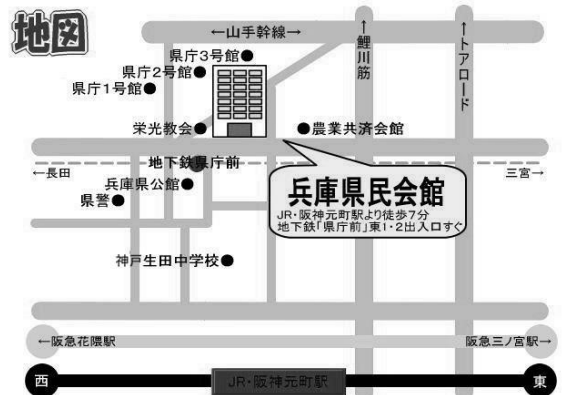 地図
←山手幹線→
←鯉川筋
←トアロード
県庁3号館●
県庁2号館●
県庁1号館●
栄光教会●
●農業共済会館
地下鉄県庁前
←長田
三宮→
兵庫県公館●
県警●
兵庫県民会館
JR・阪神元町駅より徒歩7分
地下鉄「県庁前」東1・2出入口すぐ
神戸生田中学校●
←阪急花隈駅
阪急三ノ宮駅→
西
JR・阪神元町駅
東